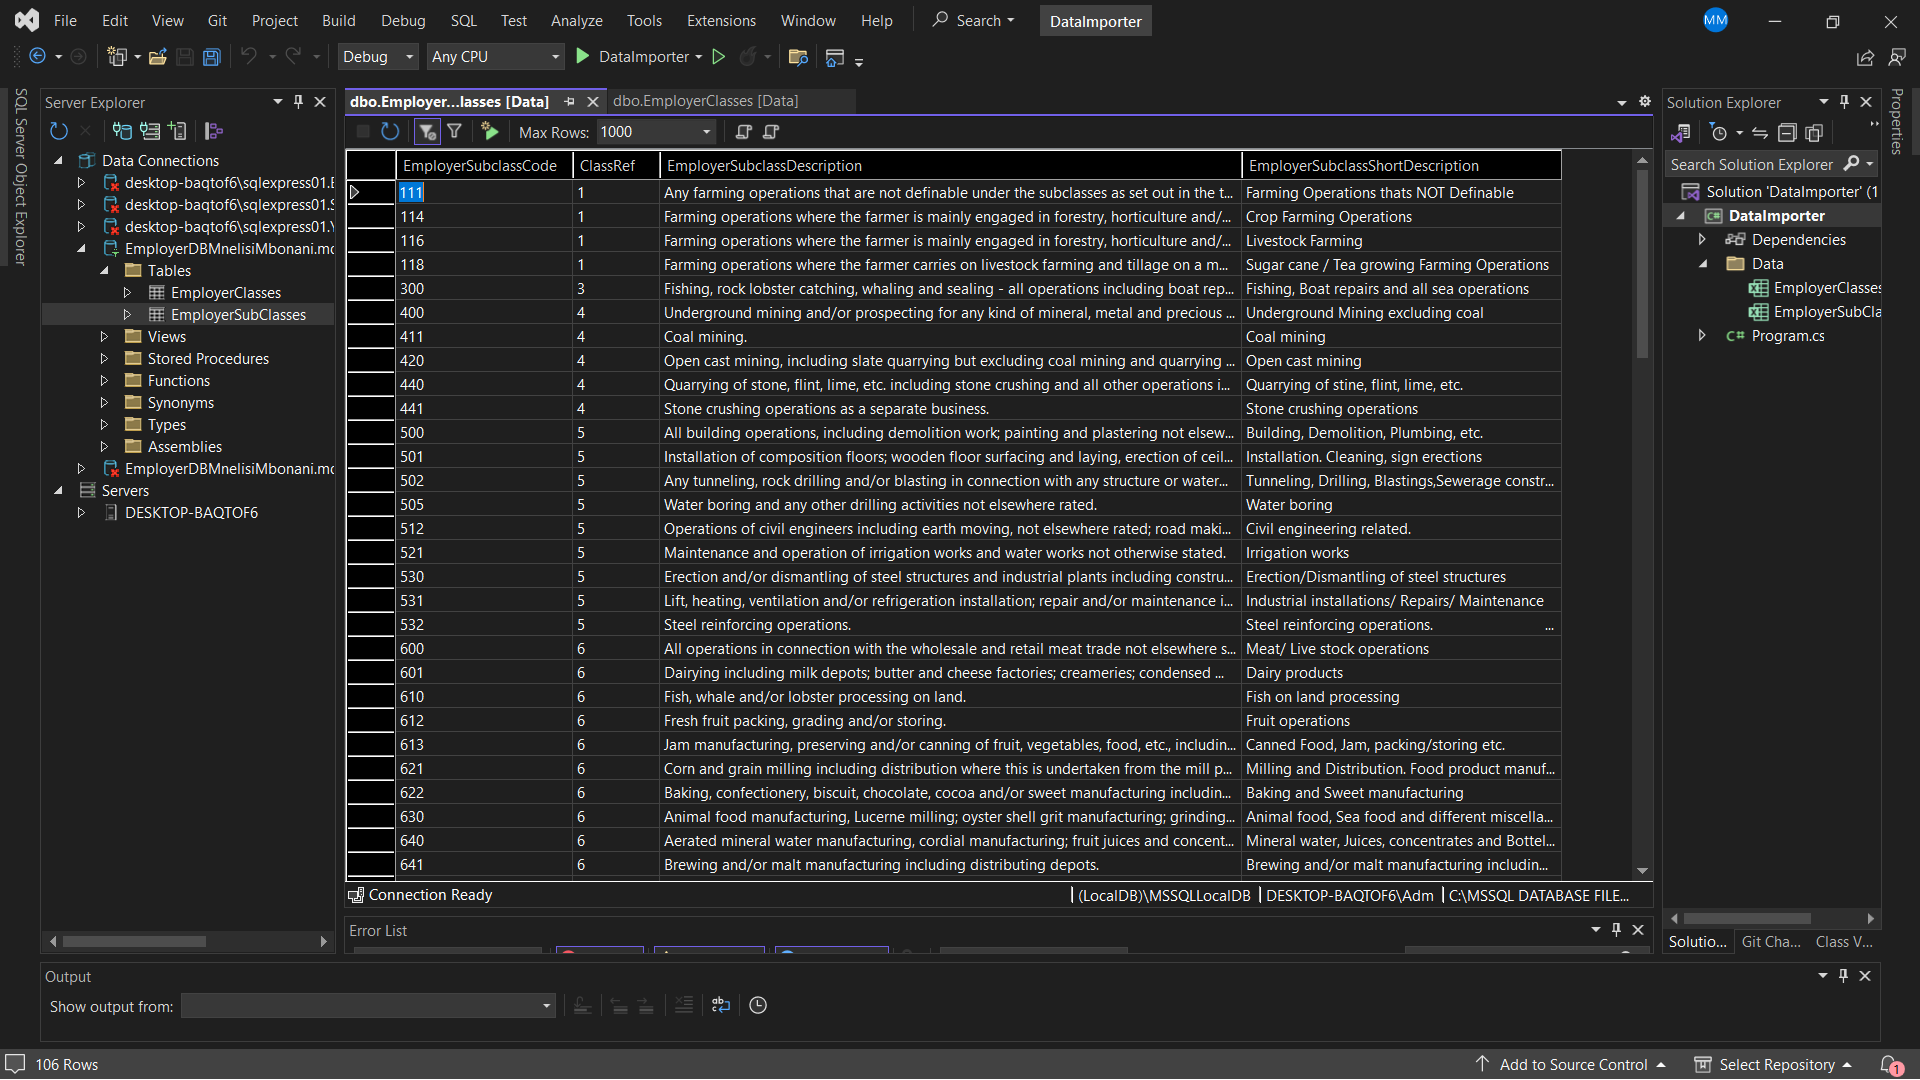 File Edit View Git Project Build Debug SQL Test Analyze Tools Extensions Window Help Search DataImporter MM
Debug Any CPU DataImporter
SQL Server Object Explorer
Server Explorer
Data Connections
desktop-baqtof6\sqlexpress01.
desktop-baqtof6\sqlexpress01.
desktop-baqtof6\sqlexpress01.
EmployerDBMnelisiMbonani.mc
Tables
EmployerClasses
EmployerSubClasses
Views
Stored Procedures
Functions
Synonyms
Types
Assemblies
EmployerDBMnelisiMbonani.mc
Servers
DESKTOP-BAQTOF6
dbo.Employer...lasses [Data] dbo.EmployerClasses [Data]
Max Rows: 1000
EmployerSubclassCode ClassRef EmployerSubclassDescription EmployerSubclassShortDescription
111 1 Any farming operations that are not definable under the subclasses as set out in the t... Farming Operations thats NOT Definable
114 1 Farming operations where the farmer is mainly engaged in forestry, horticulture and/... Crop Farming Operations
116 1 Farming operations where the farmer is mainly engaged in forestry, horticulture and/... Livestock Farming
118 1 Farming operations where the farmer carries on livestock farming and tillage on a m... Sugar cane / Tea growing Farming Operations
300 3 Fishing, rock lobster catching, whaling and sealing - all operations including boat rep... Fishing, Boat repairs and all sea operations
400 4 Underground mining and/or prospecting for any kind of mineral, metal and precious ... Underground Mining excluding coal
411 4 Coal mining. Coal mining
420 4 Open cast mining, including slate quarrying but excluding coal mining and quarrying ... Open cast mining
440 4 Quarrying of stone, flint, lime, etc. including stone crushing and all other operations i... Quarrying of stine, flint, lime, etc.
441 4 Stone crushing operations as a separate business. Stone crushing operations
500 5 All building operations, including demolition work; painting and plastering not elsew... Building, Demolition, Plumbing, etc.
501 5 Installation of composition floors; wooden floor surfacing and laying, erection of ceil... Installation. Cleaning, sign erections
502 5 Any tunneling, rock drilling and/or blasting in connection with any structure or water... Tunneling, Drilling, Blastings,Sewerage constr...
505 5 Water boring and any other drilling activities not elsewhere rated. Water boring
512 5 Operations of civil engineers including earth moving, not elsewhere rated; road maki... Civil engineering related.
521 5 Maintenance and operation of irrigation works and water works not otherwise stated. Irrigation works
530 5 Erection and/or dismantling of steel structures and industrial plants including constru... Erection/Dismantling of steel structures
531 5 Lift, heating, ventilation and/or refrigeration installation; repair and/or maintenance i... Industrial installations/ Repairs/ Maintenance
532 5 Steel reinforcing operations. Steel reinforcing operations. ...
600 6 All operations in connection with the wholesale and retail meat trade not elsewhere s... Meat/ Live stock operations
601 6 Dairying including milk depots; butter and cheese factories; creameries; condensed ... Dairy products
610 6 Fish, whale and/or lobster processing on land. Fish on land processing
612 6 Fresh fruit packing, grading and/or storing. Fruit operations
613 6 Jam manufacturing, preserving and/or canning of fruit, vegetables, food, etc., includin... Canned Food, Jam, packing/storing etc.
621 6 Corn and grain milling including distribution where this is undertaken from the mill p... Milling and Distribution. Food product manuf...
622 6 Baking, confectionery, biscuit, chocolate, cocoa and/or sweet manufacturing includin... Baking and Sweet manufacturing
630 6 Animal food manufacturing, Lucerne milling; oyster shell grit manufacturing; grinding... Animal food, Sea food and different miscella...
640 6 Aerated mineral water manufacturing, cordial manufacturing; fruit juices and concent... Mineral water, Juices, concentrates and Bottel...
641 6 Brewing and/or malt manufacturing including distributing depots. Brewing and/or malt manufacturing includin...
Connection Ready (LocalDB)\MSSQLLocalDB DESKTOP-BAQTOF6\Adm C:\MSSQL DATABASE FILE...
Error List
Solution Explorer
Search Solution Explorer
Solution 'DataImporter' (1
DataImporter
Dependencies
Data
EmployerClasses
EmployerSubCla
Program.cs
Solutio... Git Cha... Class V...
Properties
Output
Show output from:
106 Rows Add to Source Control Select Repository 1